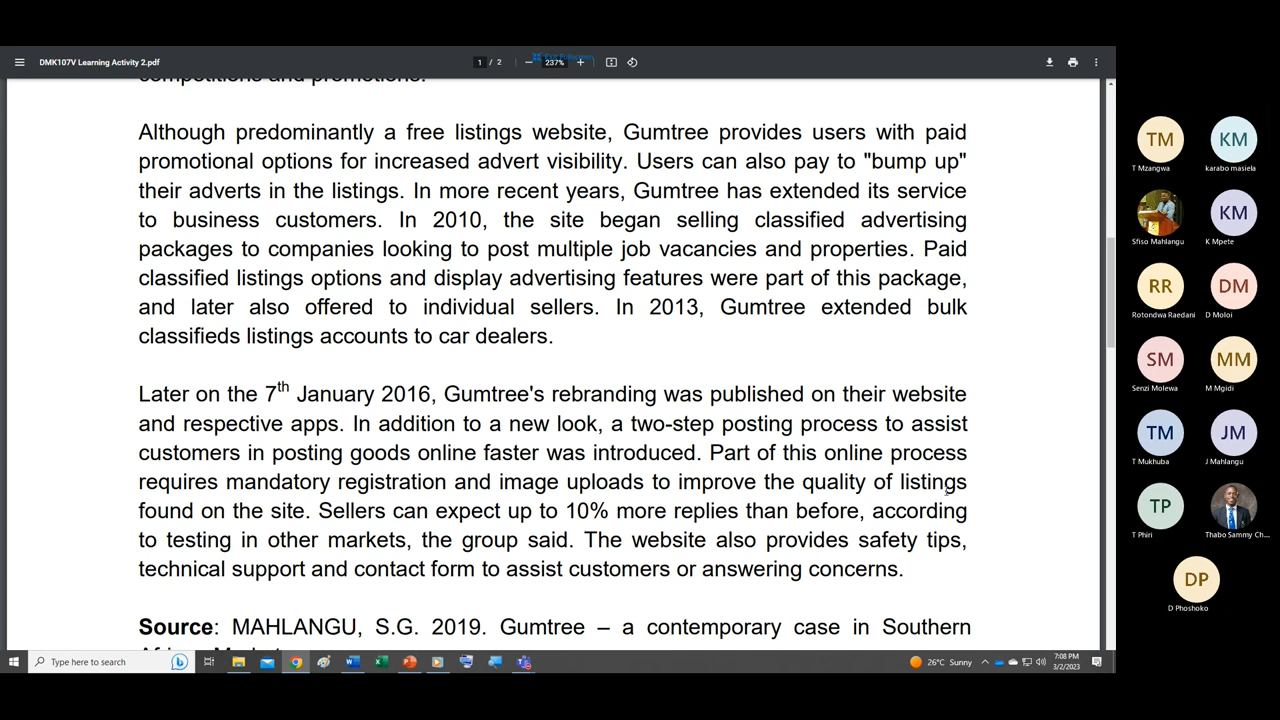 DMK107V Learning Activity 2.pdf
1 / 2
237%
competitions and promotions.
Although predominantly a free listings website, Gumtree provides users with paid
promotional options for increased advert visibility. Users can also pay to "bump up"
their adverts in the listings. In more recent years, Gumtree has extended its service
to business customers. In 2010, the site began selling classified advertising
packages to companies looking to post multiple job vacancies and properties. Paid
classified listings options and display advertising features were part of this package,
and later also offered to individual sellers. In 2013, Gumtree extended bulk
classifieds listings accounts to car dealers.
Later on the 7th January 2016, Gumtree's rebranding was published on their website
and respective apps. In addition to a new look, a two-step posting process to assist
customers in posting goods online faster was introduced. Part of this online process
requires mandatory registration and image uploads to improve the quality of listings
found on the site. Sellers can expect up to 10% more replies than before, according
to testing in other markets, the group said. The website also provides safety tips,
technical support and contact form to assist customers or answering concerns.
Source: MAHLANGU, S.G. 2019. Gumtree – a contemporary case in Southern
Type here to search
26°C Sunny
7:08 PM
3/2/2023
TM
T Mzangwa
KM
karabo masiela
Sfiso Mahlangu
KM
K Mpete
RR
Rotondwa Raedani
DM
D Moloi
SM
Senzi Molewa
MM
M Mgidi
TM
T Mukhuba
JM
J Mahlangu
TP
T Phiri
Thabo Sammy Ch...
DP
D Phoshoko